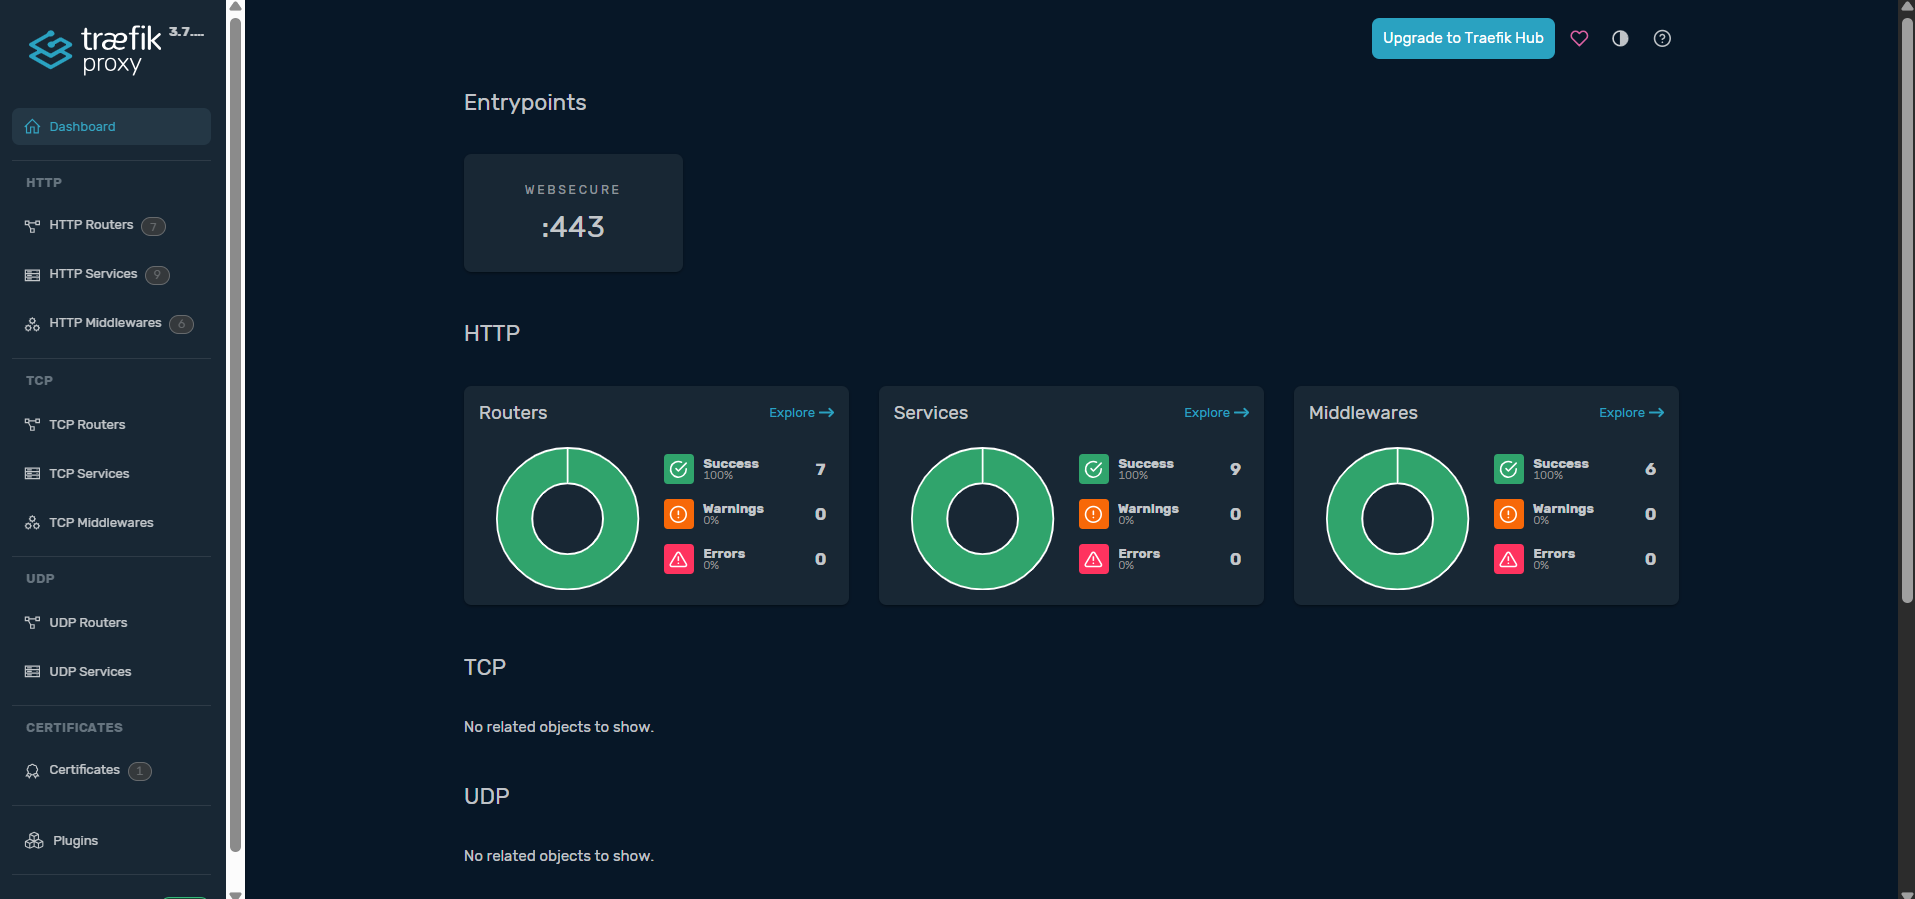 træfik 3.7....
proxy
Dashboard
HTTP
HTTP Routers 7
HTTP Services 9
HTTP Middlewares 6
TCP
TCP Routers
TCP Services
TCP Middlewares
UDP
UDP Routers
UDP Services
CERTIFICATES
Certificates 1
Plugins
Upgrade to Traefik Hub
Entrypoints
WEBSECURE
:443
HTTP
Routers Explore →
Success 7
100%
Warnings 0
0%
Errors 0
0%
Services Explore →
Success 9
100%
Warnings 0
0%
Errors 0
0%
Middlewares Explore →
Success 6
100%
Warnings 0
0%
Errors 0
0%
TCP
No related objects to show.
UDP
No related objects to show.